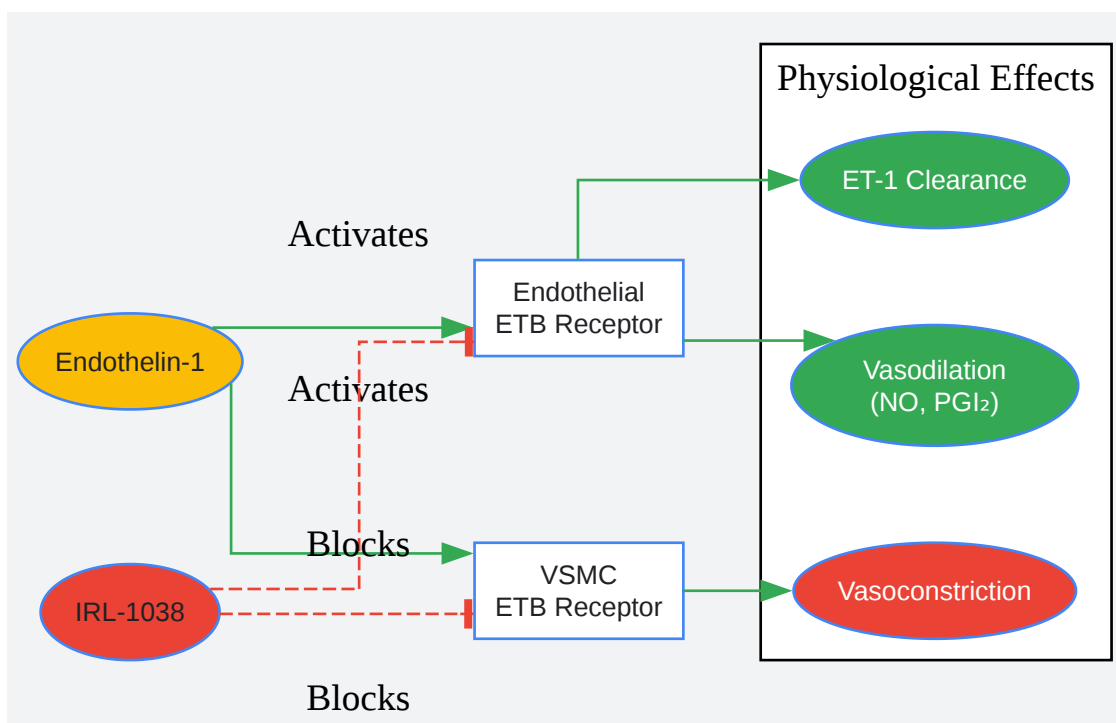 Physiological Effects
ET-1 Clearance
Activates
Endothelial
ETB Receptor
Endothelin-1
Activates
Vasodilation
(NO, PGI₂)
Blocks
VSMC
ETB Receptor
IRL-1038
Vasoconstriction
Blocks